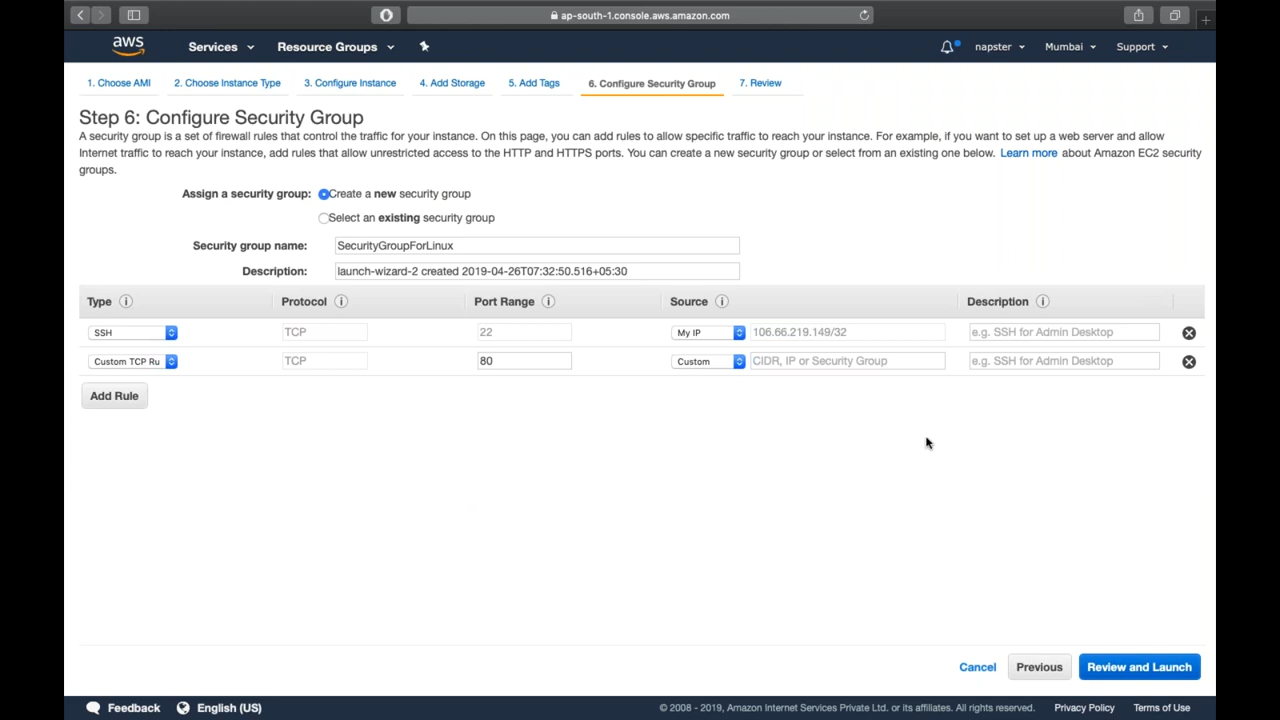 ap-south-1.console.aws.amazon.com
aws Services Resource Groups napster Mumbai Support
1. Choose AMI 2. Choose Instance Type 3. Configure Instance 4. Add Storage 5. Add Tags 6. Configure Security Group 7. Review
Step 6: Configure Security Group
A security group is a set of firewall rules that control the traffic for your instance. On this page, you can add rules to allow specific traffic to reach your instance. For example, if you want to set up a web server and allow
Internet traffic to reach your instance, add rules that allow unrestricted access to the HTTP and HTTPS ports. You can create a new security group or select from an existing one below. Learn more about Amazon EC2 security
groups.
Assign a security group: Create a new security group
Select an existing security group
Security group name: SecurityGroupForLinux
Description: launch-wizard-2 created 2019-04-26T07:32:50.516+05:30
Type i Protocol i Port Range i Source i Description i
SSH TCP 22 My IP 106.66.219.149/32 e.g. SSH for Admin Desktop
Custom TCP Ru TCP 80 Custom CIDR, IP or Security Group e.g. SSH for Admin Desktop
Add Rule
Cancel Previous Review and Launch
Feedback English (US) © 2008 - 2019, Amazon Internet Services Private Ltd. or its affiliates. All rights reserved. Privacy Policy Terms of Use